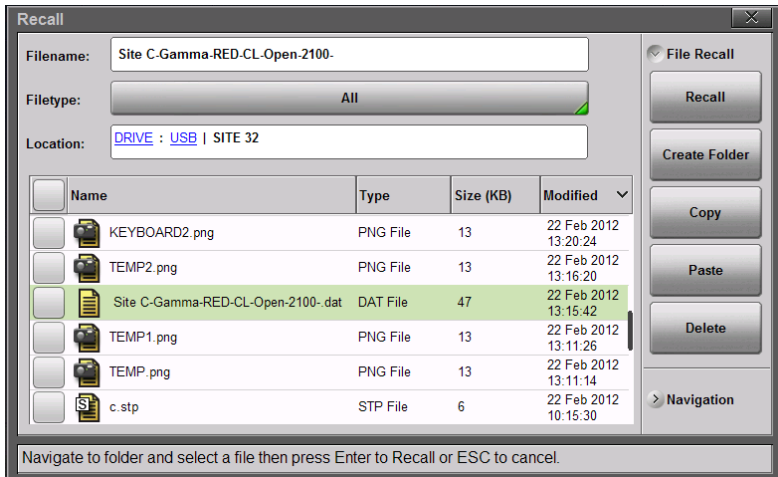 Recall
Filename: Site C-Gamma-RED-CL-Open-2100-
Filetype: All
Location: DRIVE : USB | SITE 32
Name Type Size (KB) Modified
KEYBOARD2.png PNG File 13 22 Feb 2012
13:20:24
TEMP2.png PNG File 13 22 Feb 2012
13:16:20
Site C-Gamma-RED-CL-Open-2100-.dat DAT File 47 22 Feb 2012
13:15:42
TEMP1.png PNG File 13 22 Feb 2012
13:11:26
TEMP.png PNG File 13 22 Feb 2012
13:11:14
S c.stp STP File 6 22 Feb 2012
10:15:30
File Recall
Recall
Create Folder
Copy
Paste
Delete
Navigation
Navigate to folder and select a file then press Enter to Recall or ESC to cancel.